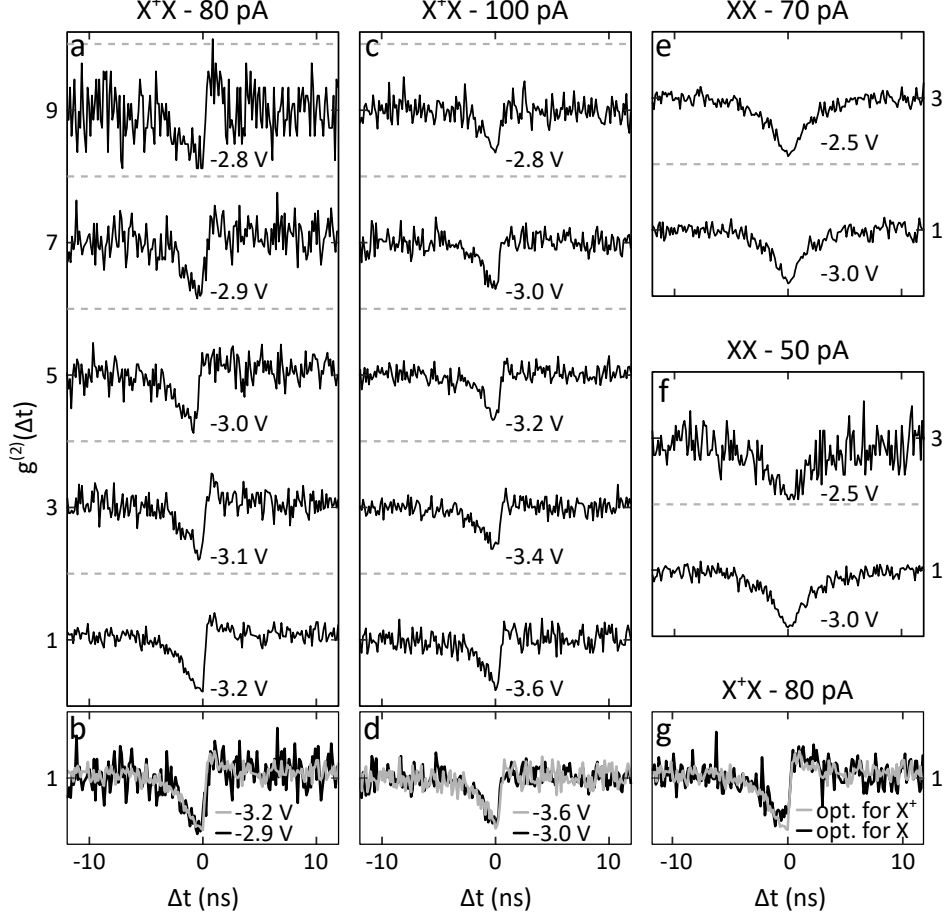 X⁺X - 80 pA
X⁺X - 100 pA
XX - 70 pA
a
9
-2.8 V
7
-2.9 V
5
-3.0 V
3
-3.1 V
1
-3.2 V
g⁽²⁾(Δt)
c
-2.8 V
-3.0 V
-3.2 V
-3.4 V
-3.6 V
e
3
-2.5 V
1
-3.0 V
XX - 50 pA
f
3
-2.5 V
1
-3.0 V
b
1
-3.2 V
-2.9 V
-10 0 10
Δt (ns)
d
-3.6 V
-3.0 V
-10 0 10
Δt (ns)
X⁺X - 80 pA
g
1
opt. for X⁺
opt. for X
-10 0 10
Δt (ns)